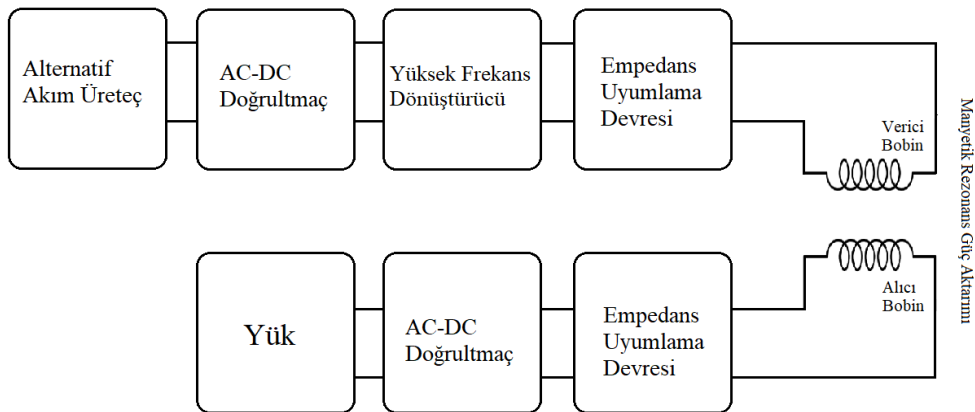 Alternatif
Akım Üreteç
AC-DC
Doğrultmaç
Yüksek Frekans
Dönüştürücü
Empedans
Uyumlama
Devresi
Verici
Bobin
Manyetik Rezonans Güç Aktarımı
Yük
AC-DC
Doğrultmaç
Empedans
Uyumlama
Devresi
Alıcı
Bobin